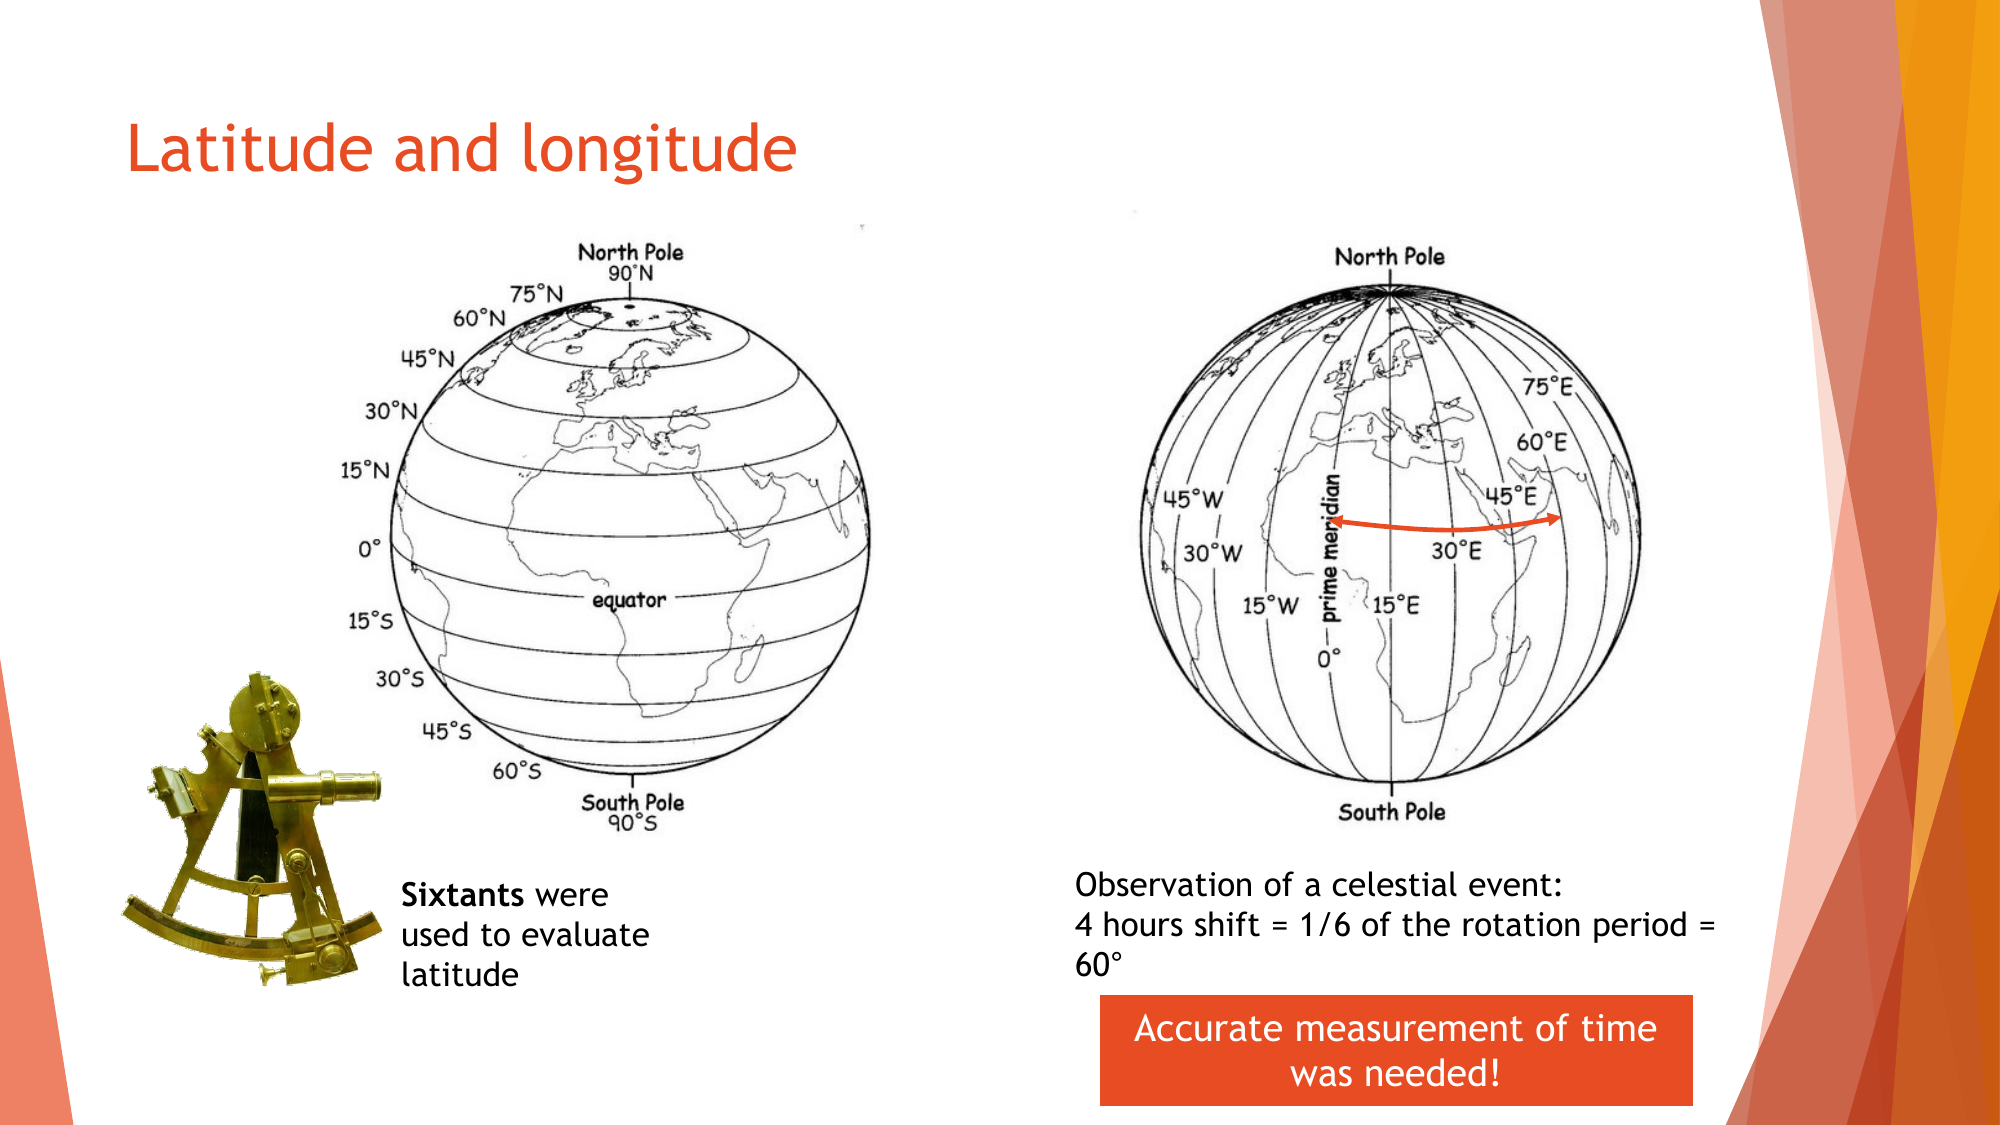 Latitude and longitude
North Pole
90°N
75°N
60°N
45°N
30°N
15°N
0°
equator
15°S
30°S
45°S
60°S
South Pole
90°S
North Pole
75°E
60°E
45°W
45°E
prime meridian
30°W
30°E
15°W
15°E
0°
South Pole
Sixtants were
used to evaluate
latitude
Observation of a celestial event:
4 hours shift = 1/6 of the rotation period =
60°
Accurate measurement of time
was needed!